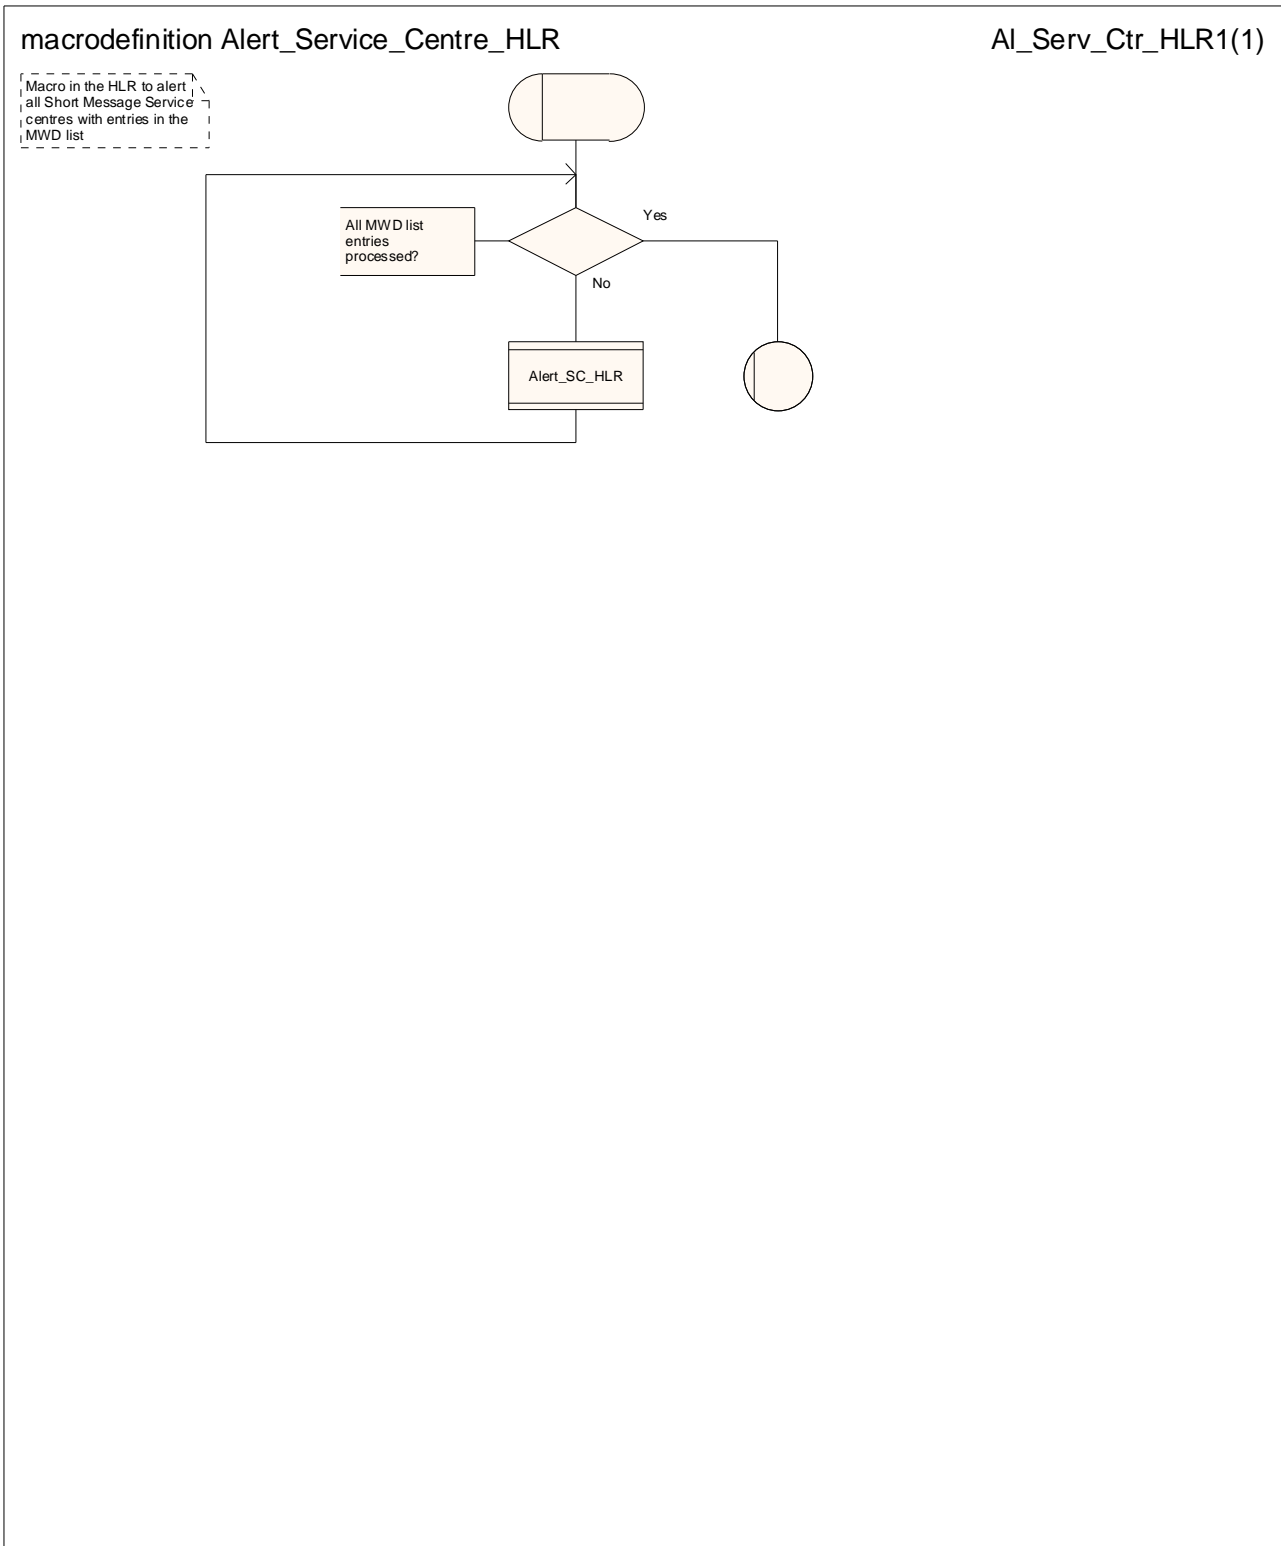 macrodefinition Alert_Service_Centre_HLR
Al_Serv_Ctr_HLR1(1)
Macro in the HLR to alert
all Short Message Service
centres with entries in the
MWD list
Yes
All MWD list
entries
processed?
No
Alert_SC_HLR